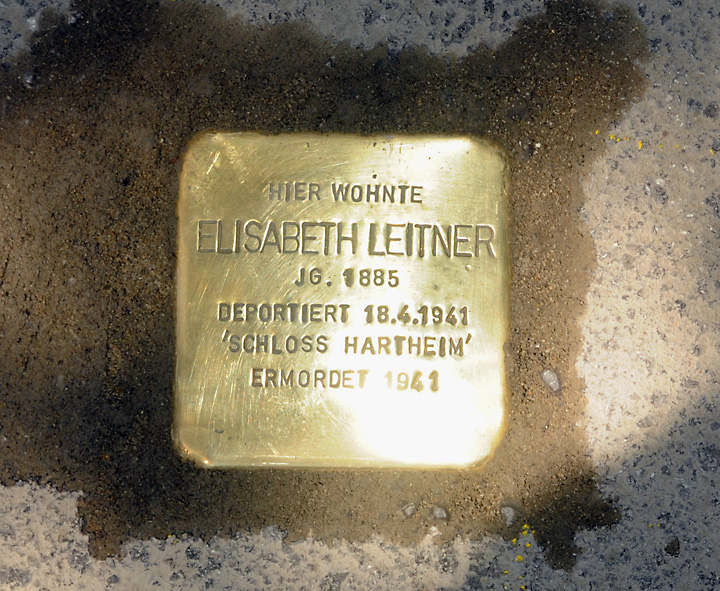 HIER WOHNTE
ELISABETH LEITNER
JG. 1885
DEPORTIERT 18.4.1941
'SCHLOSS HARTHEIM'
ERMORDET 1941